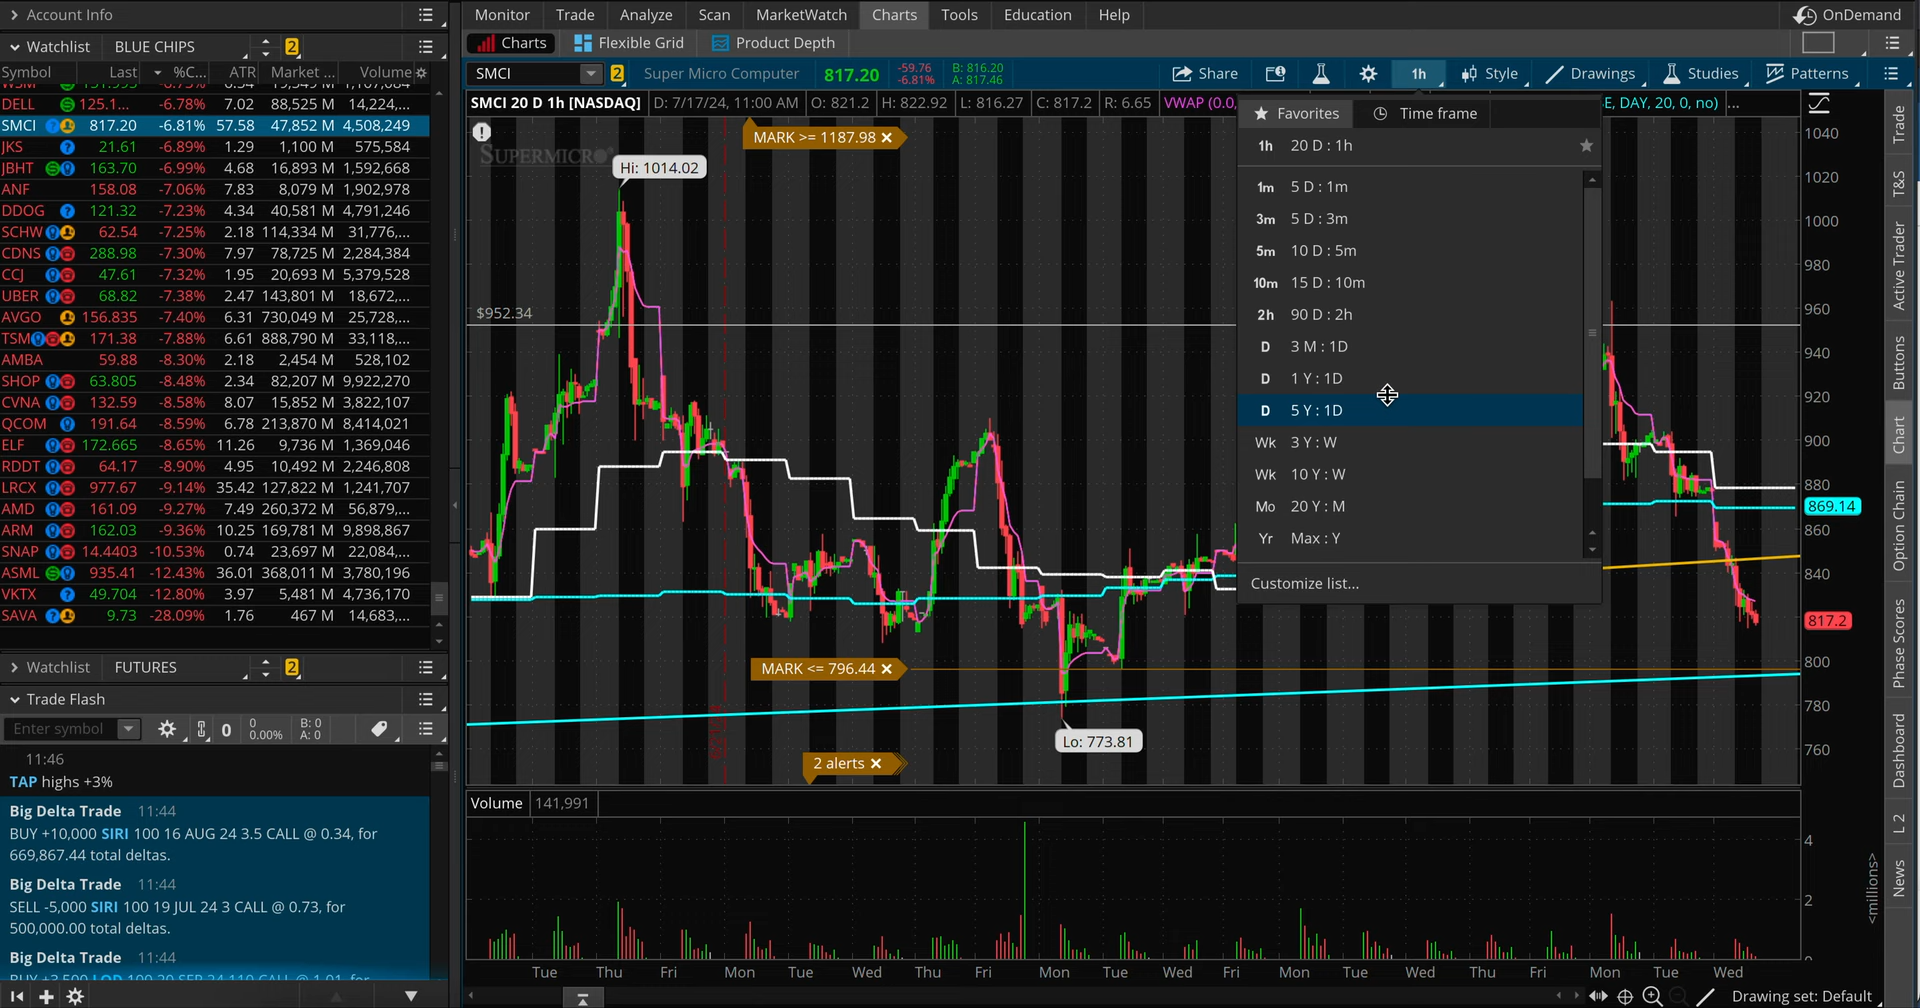 Account Info
Monitor Trade Analyze Scan MarketWatch Charts Tools Education Help OnDemand
Watchlist BLUE CHIPS 2
Charts Flexible Grid Product Depth
Symbol Last %C... ATR Market ... Volume
SMCI 2 Super Micro Computer 817.20 -59.76 -6.81% B: 816.20 A: 817.46 Share 1h Style Drawings Studies Patterns
DELL 125.1... -6.78% 7.02 88,525 M 14,224,...
SMCI 817.20 -6.81% 57.58 47,852 M 4,508,249
JKS 21.61 -6.89% 1.29 1,100 M 575,584
JBHT 163.70 -6.99% 4.68 16,893 M 1,592,668
ANF 158.08 -7.06% 7.83 8,079 M 1,902,978
DDOG 121.32 -7.23% 4.34 40,581 M 4,791,246
SCHW 62.54 -7.25% 2.18 114,334 M 31,776,...
CDNS 288.98 -7.30% 7.97 78,725 M 2,284,384
CCJ 47.61 -7.32% 1.95 20,693 M 5,379,528
UBER 68.82 -7.38% 2.47 143,801 M 18,672,...
AVGO 156.835 -7.40% 6.31 730,049 M 25,728,...
TSM 171.38 -7.88% 6.61 888,790 M 33,118,...
AMBA 59.88 -8.30% 2.18 2,454 M 528,102
SHOP 63.805 -8.48% 2.34 82,207 M 9,922,270
CVNA 132.59 -8.58% 8.07 15,852 M 3,822,107
QCOM 191.64 -8.59% 6.78 213,870 M 8,414,021
ELF 172.665 -8.65% 11.26 9,736 M 1,369,046
RDDT 64.17 -8.90% 4.95 10,492 M 2,246,808
LRCX 977.67 -9.14% 35.42 127,822 M 1,241,707
AMD 161.09 -9.27% 7.49 260,372 M 56,879,...
ARM 162.03 -9.36% 10.25 169,781 M 9,898,867
SNAP 14.4403 -10.53% 0.74 23,697 M 22,084,...
ASML 935.41 -12.43% 36.01 368,011 M 3,780,196
VKTX 49.704 -12.80% 3.97 5,481 M 4,736,170
SAVA 9.73 -28.09% 1.76 467 M 14,683,...
Watchlist FUTURES 2
Trade Flash
Enter symbol 0 0 0.00% B: 0 A: 0
11:46
TAP highs +3%
Big Delta Trade 11:44
BUY +10,000 SIRI 100 16 AUG 24 3.5 CALL @ 0.34, for
669,867.44 total deltas.
Big Delta Trade 11:44
SELL -5,000 SIRI 100 19 JUL 24 3 CALL @ 0.73, for
500,000.00 total deltas.
Big Delta Trade 11:44
SMCI 20 D 1h [NASDAQ] D: 7/17/24, 11:00 AM O: 821.2 H: 822.92 L: 816.27 C: 817.2 R: 6.65 VWAP (0.0, E, DAY, 20, 0, no) ...
SUPERMICRO
MARK >= 1187.98
Hi: 1014.02
$952.34
MARK <= 796.44
Lo: 773.81
2 alerts
Favorites Time frame
1h 20 D : 1h
1m 5 D : 1m
3m 5 D : 3m
5m 10 D : 5m
10m 15 D : 10m
2h 90 D : 2h
D 3 M : 1D
D 1 Y : 1D
D 5 Y : 1D
Wk 3 Y : W
Wk 10 Y : W
Mo 20 Y : M
Yr Max : Y
Customize list...
1040
1020
1000
980
960
940
920
900
880
869.14
860
840
817.2
800
780
760
Volume 141,991
4
2
0
<millions>
Tue Thu Fri Mon Tue Wed Thu Fri Mon Tue Wed Fri Mon Tue Wed Thu Fri Mon Tue Wed
Drawing set: Default
Trade
T&S
Active Trader
Buttons
Chart
Option Chain
Phase Scores
Dashboard
L 2
News